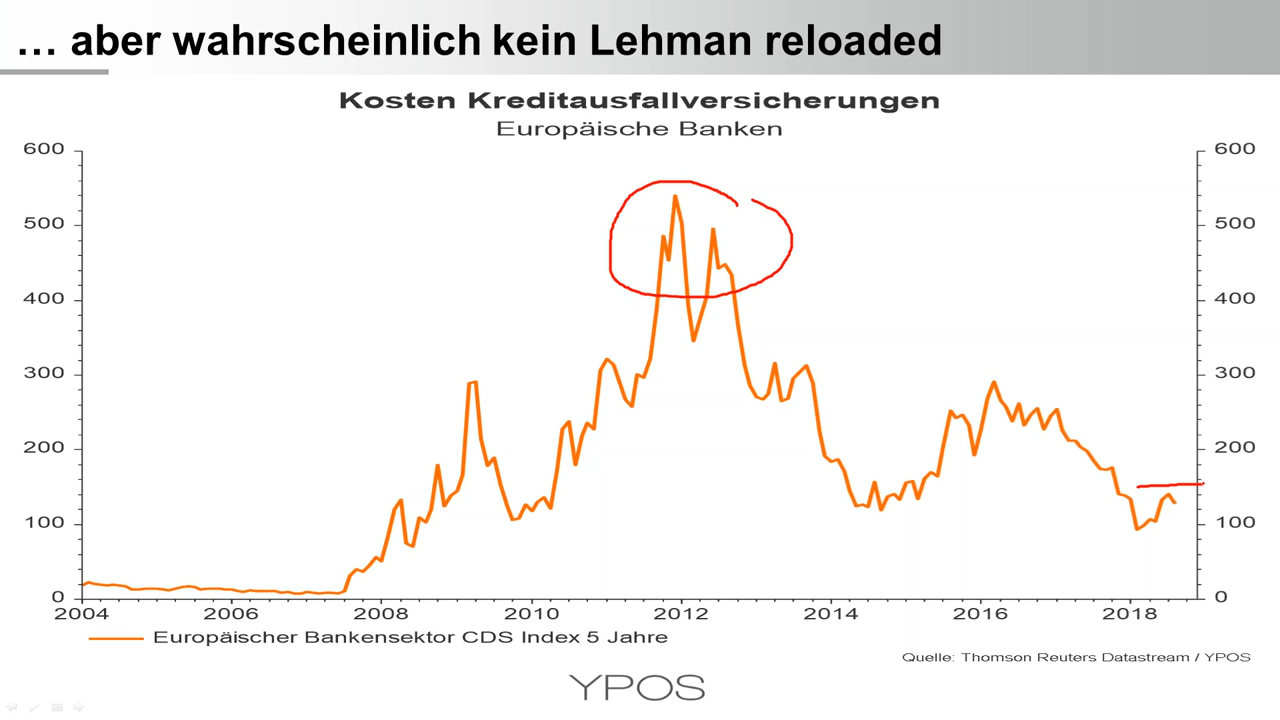 ... aber wahrscheinlich kein Lehman reloaded
Kosten Kreditausfallversicherungen
Europäische Banken
600 600
500 500
400 400
300 300
200 200
100 100
0 0
2004 2006 2008 2010 2012 2014 2016 2018
Europäischer Bankensektor CDS Index 5 Jahre
Quelle: Thomson Reuters Datastream / YPOS
YPOS